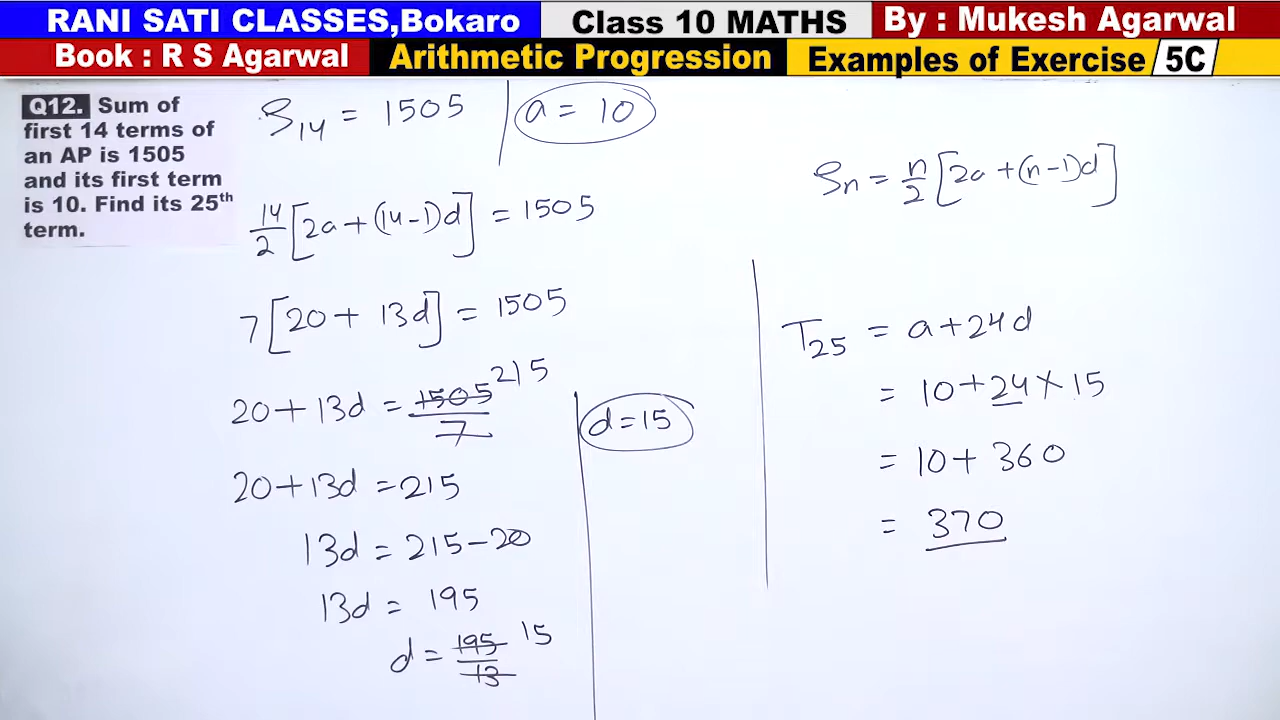 RANI SATI CLASSES,Bokaro Class 10 MATHS By : Mukesh Agarwal
Book : R S Agarwal Arithmetic Progression Examples of Exercise 5C
Q12. Sum of
first 14 terms of
an AP is 1505
and its first term
is 10. Find its 25th
term.
S14 = 1505 a = 10
14/2 [2a+(14-1)d] = 1505
7[20+ 13d] = 1505
20+13d = 1505/7 215
20+13d = 215
13d = 215-20
13d = 195
d = 195/13 15
d=15
Sn = n/2 [2a+(n-1)d]
T25 = a+24d
= 10+24×15
= 10+ 360
= 370